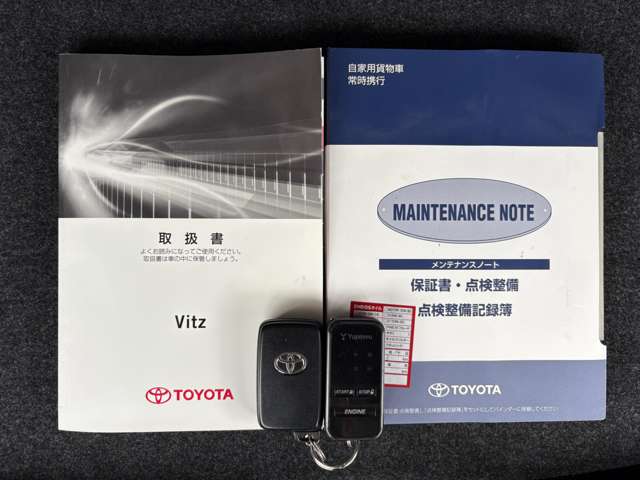 取扱書
よくお読みになってご使用ください。
取扱書は車の中に保管しましょう。
Vitz
TOYOTA
自家用貨物車
常時携行
MAINTENANCE NOTE
メンテナンスノート
保証書・点検整備
点検整備記録簿
TOYOTA
Yupiteru
START
STOP
ENGINE